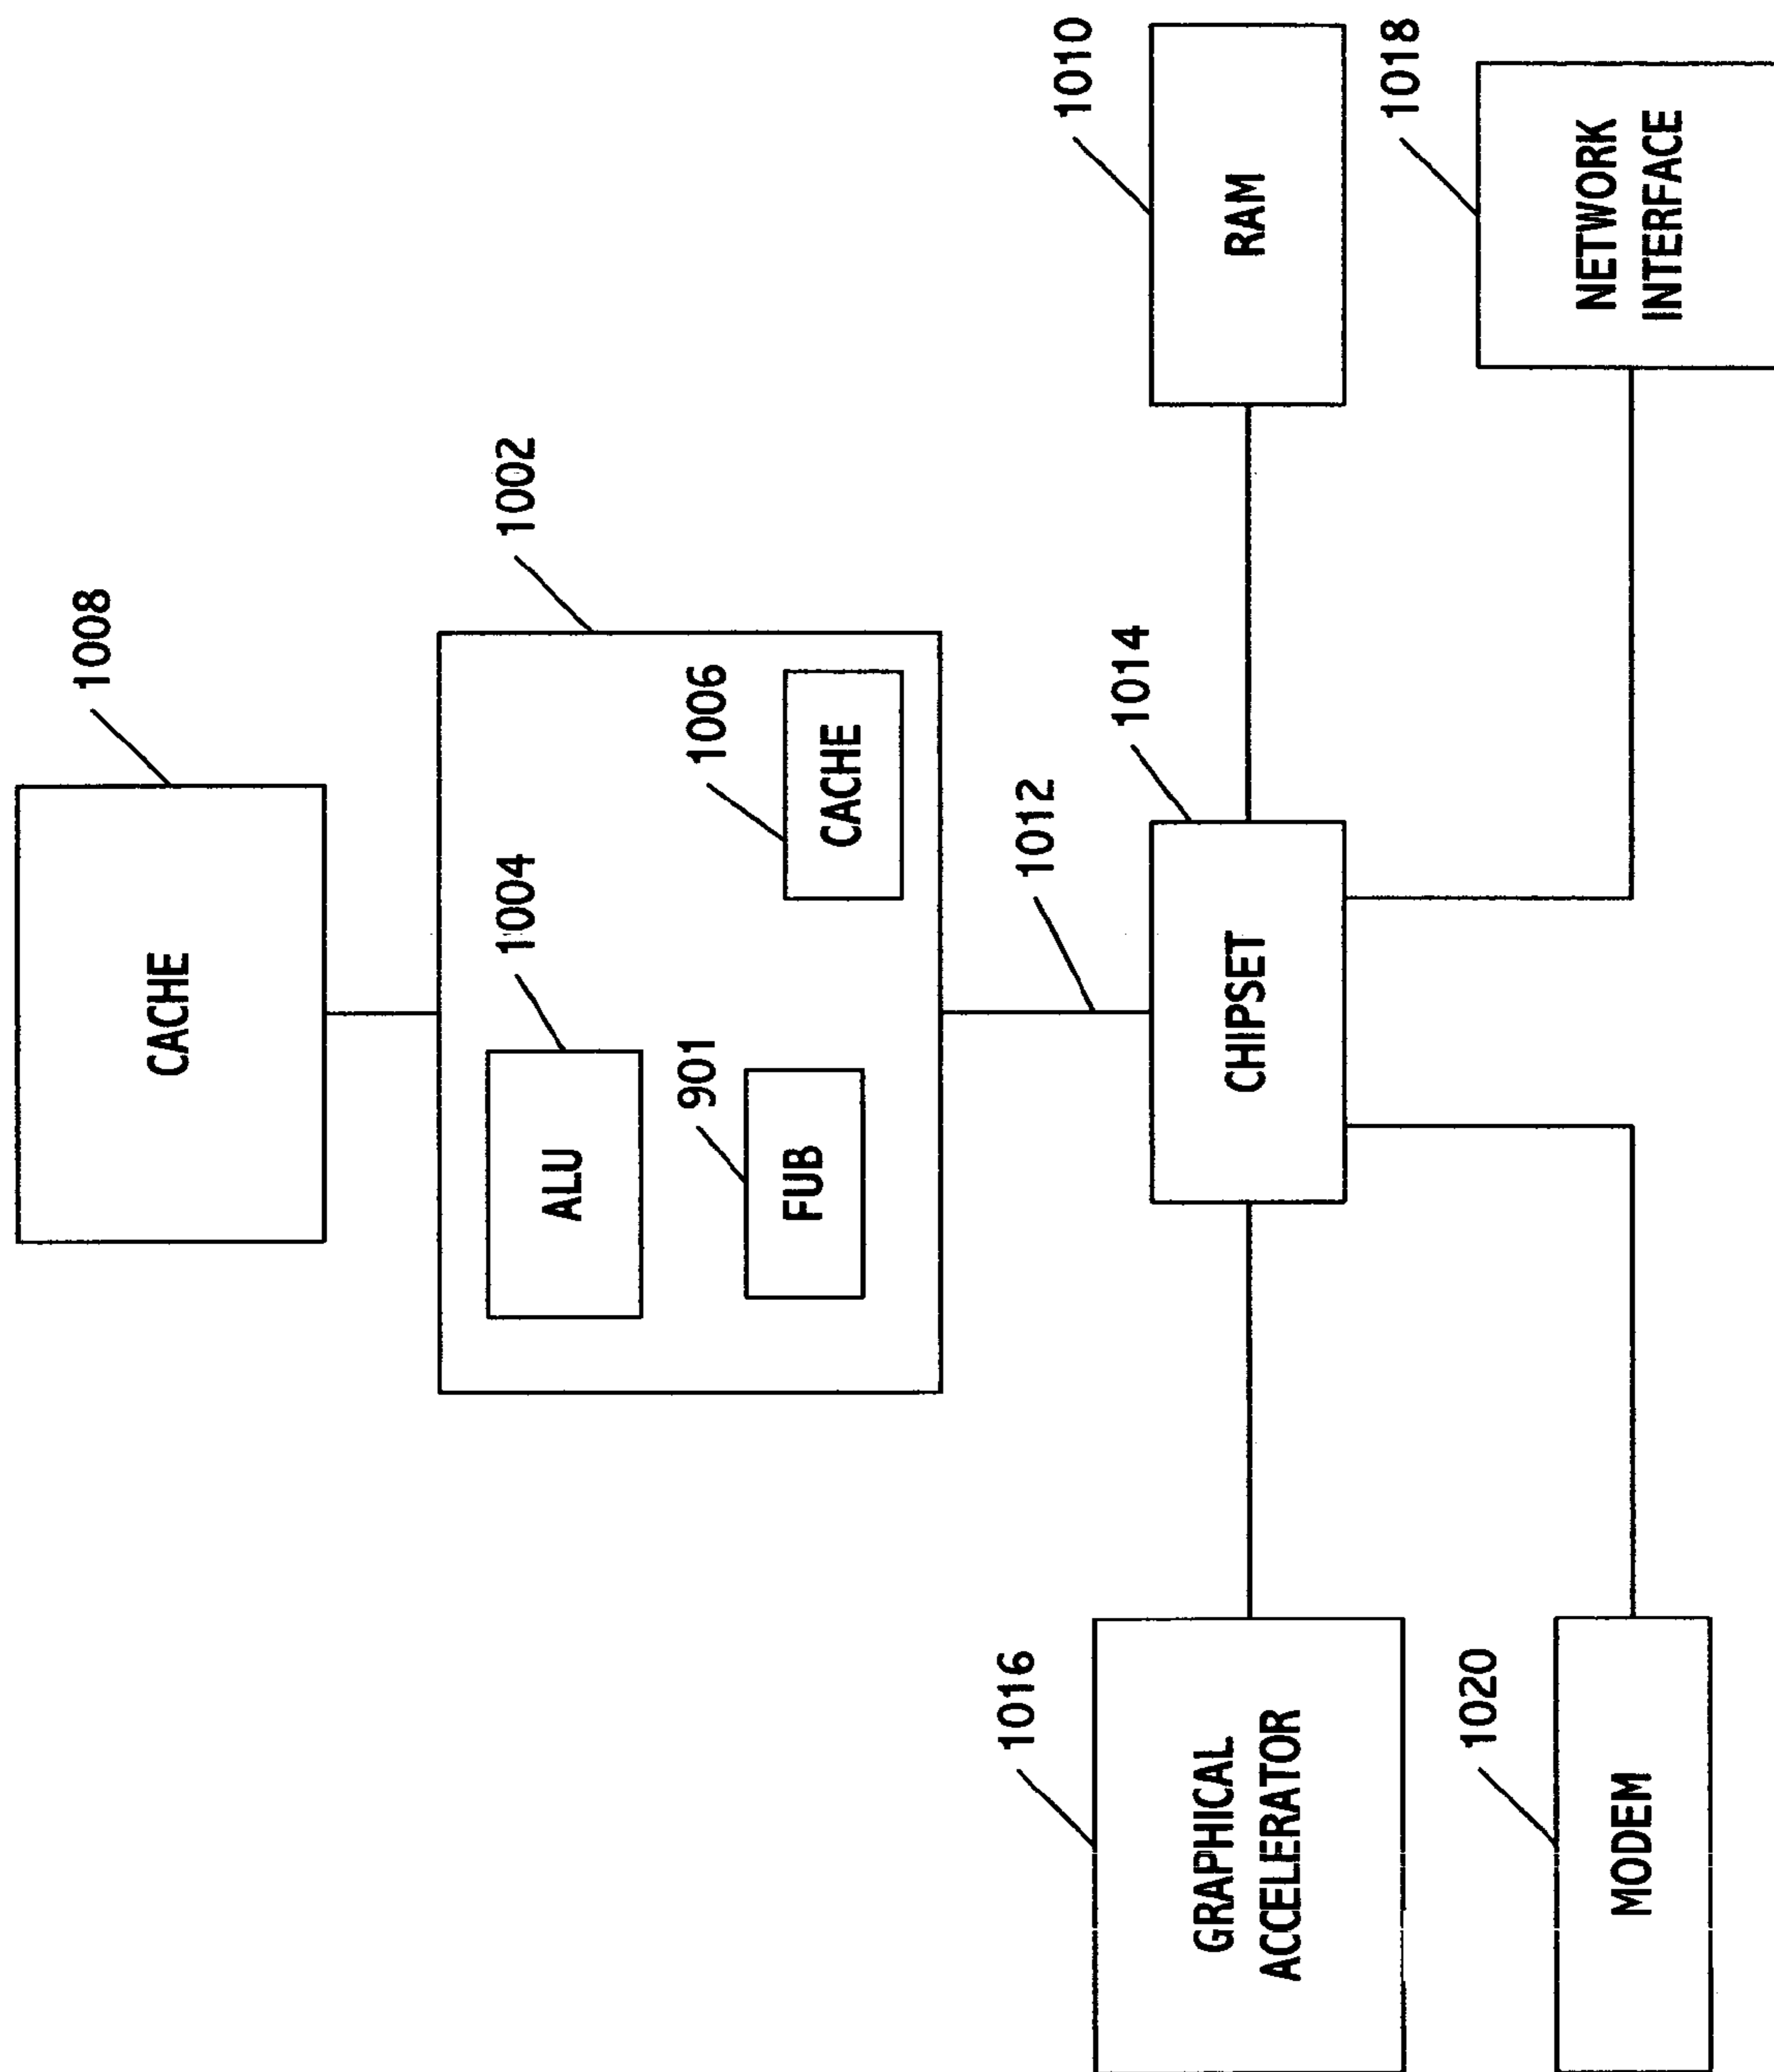 1008
CACHE
1002
1004
ALU
1006
CACHE
901
FUB
1012
1014
CHIPSET
1010
RAM
1016
GRAPHICAL
ACCELERATOR
1018
NETWORK
INTERFACE
1020
MODEM